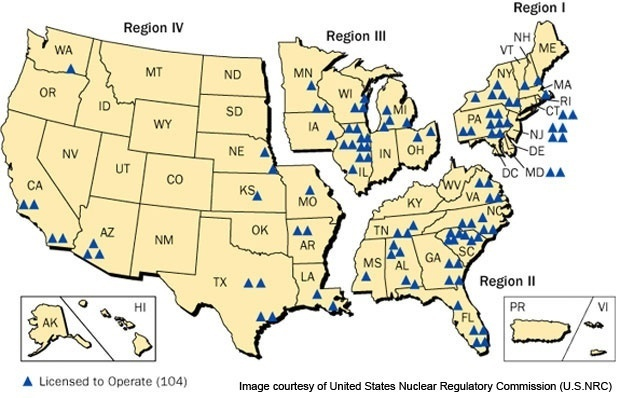 Region I
Region IV
Region III
NH
VT
ME
WA
MT
ND
MN
WI
MI
NY
MA
RI
CT
OR
ID
SD
WY
IA
PA
NJ
DE
NE
IL
IN
OH
DC
MD
NV
UT
CO
KS
MO
WV
VA
CA
KY
NC
AZ
NM
OK
AR
TN
SC
TX
LA
MS
AL
GA
Region II
FL
AK
HI
PR
VI
Licensed to Operate (104)
Image courtesy of United States Nuclear Regulatory Commission (U.S.NRC)